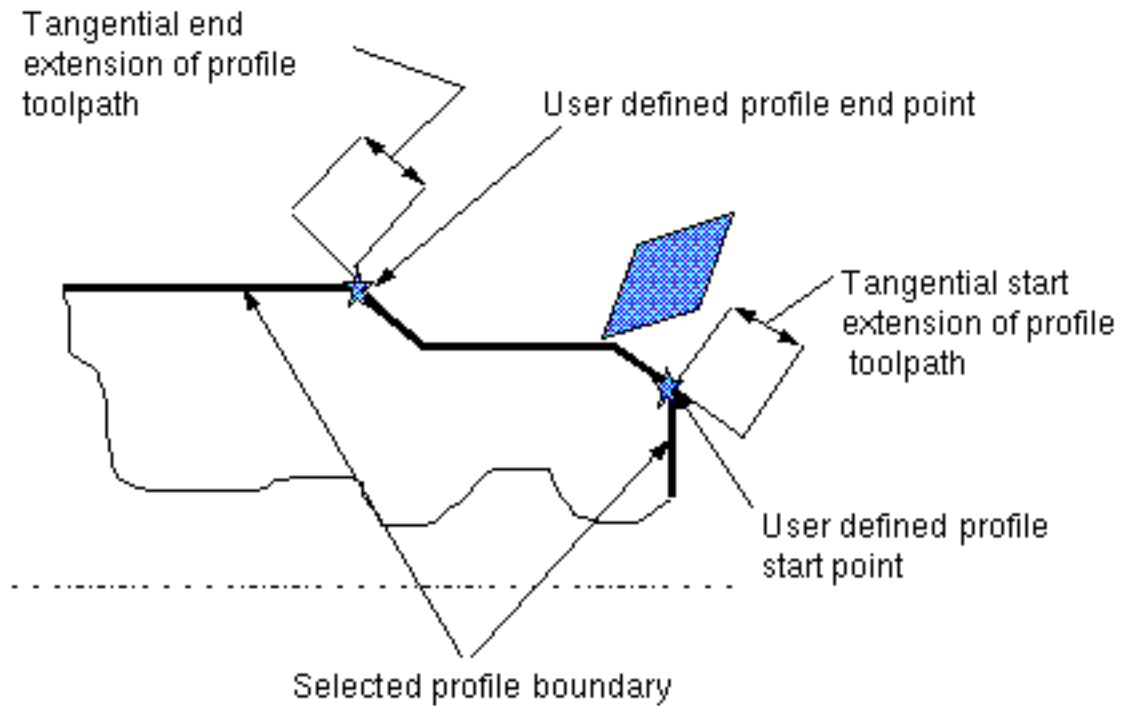 Tangential end
extension of profile
toolpath
User defined profile end point
Tangential start
extension of profile
toolpath
User defined profile
start point
Selected profile boundary